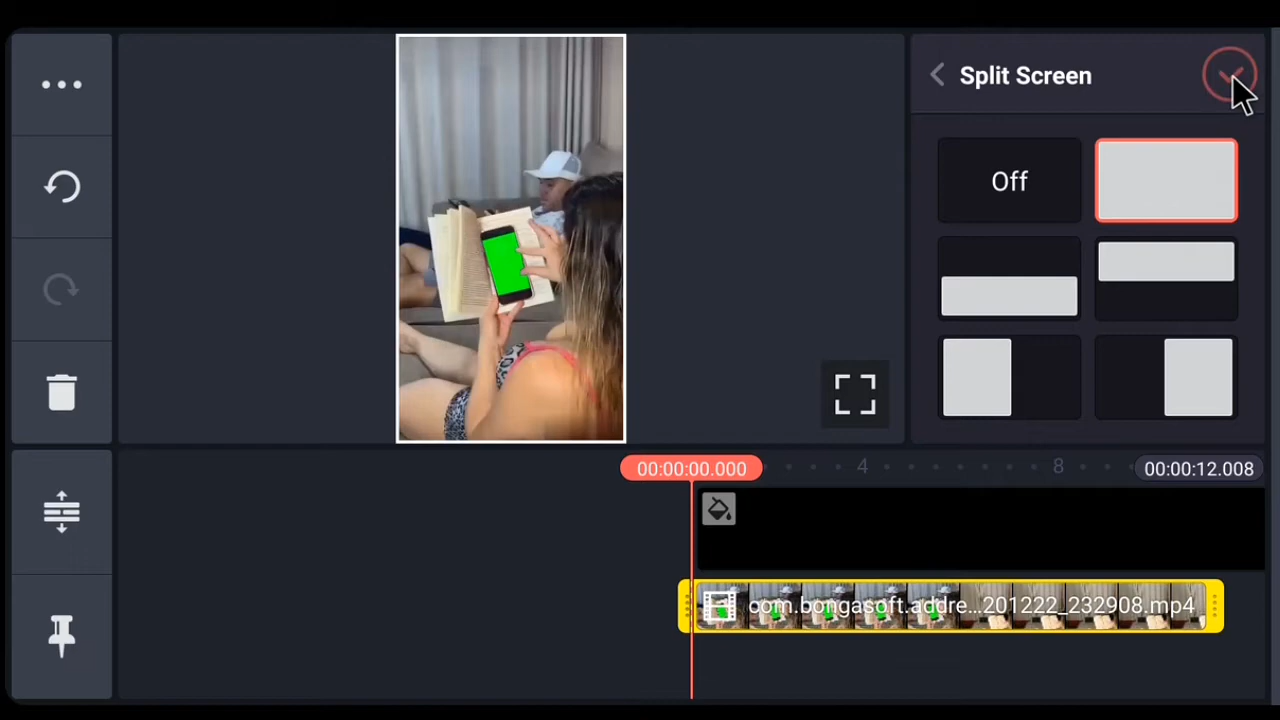 Split Screen
Off
00:00:00.000
4
8
00:00:12.008
com.bongasoft.addre...201222_232908.mp4